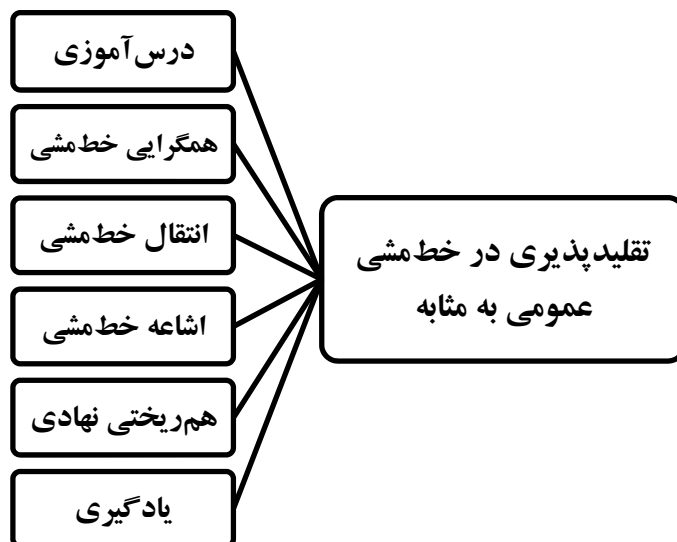 تقلیدپذیری در خط‌مشی
عمومی به مثابه
درس‌آموزی
همگرایی خط‌مشی
انتقال خط‌مشی
اشاعه خط‌مشی
هم‌ریختی نهادی
یادگیری